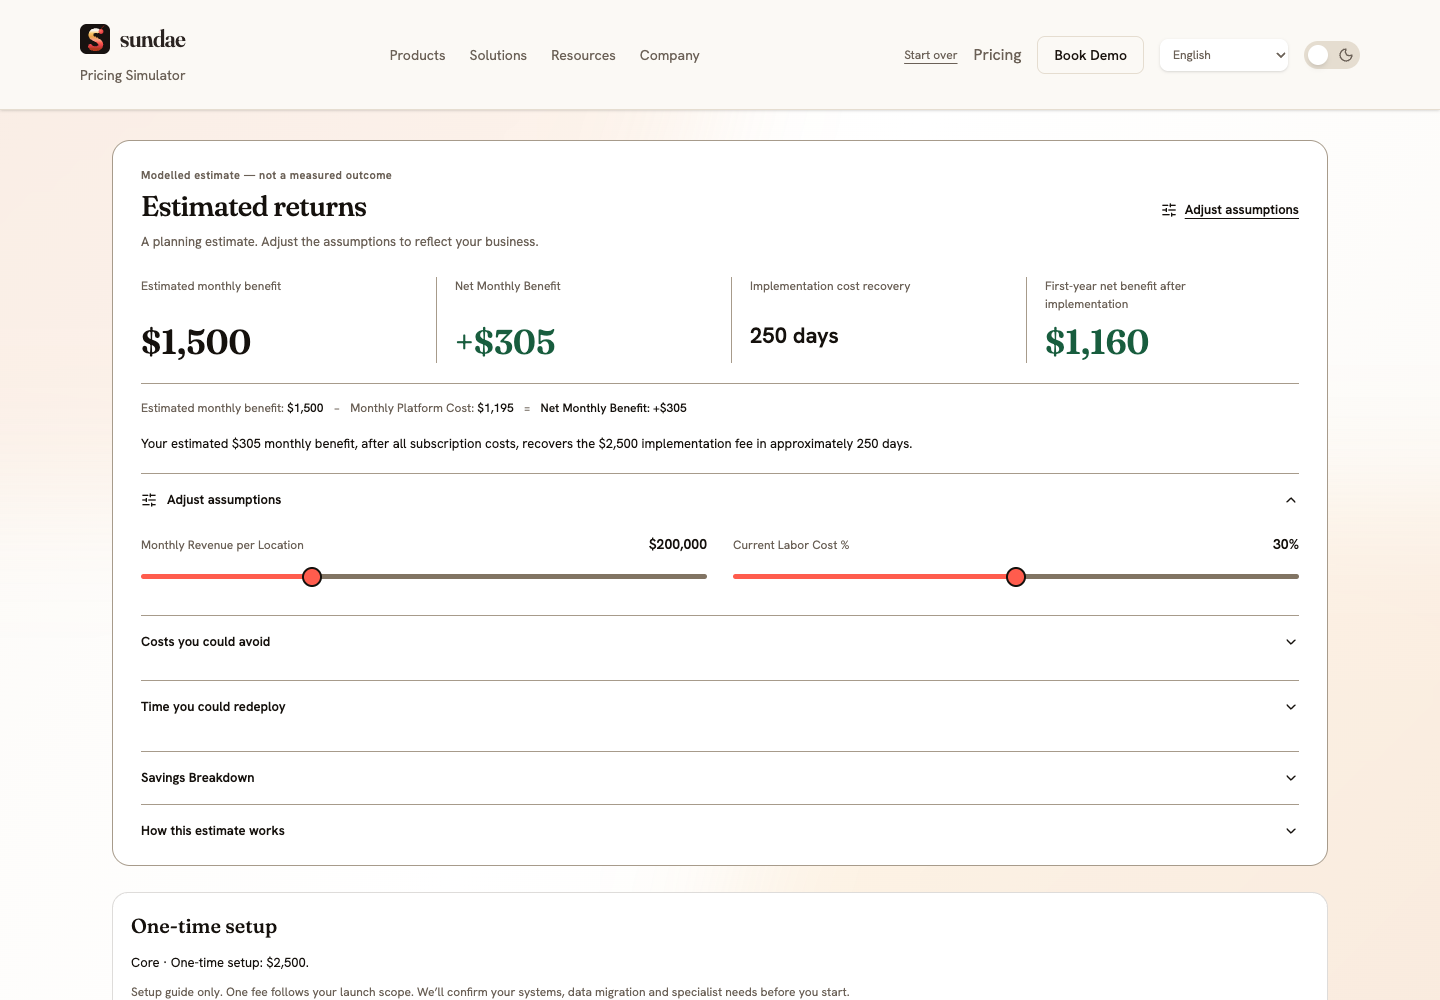 sundae
Pricing Simulator
Products
Solutions
Resources
Company
Start over
Pricing
Book Demo
English
Modelled estimate — not a measured outcome
Estimated returns
Adjust assumptions
A planning estimate. Adjust the assumptions to reflect your business.
Estimated monthly benefit
$1,500
Net Monthly Benefit
+$305
Implementation cost recovery
250 days
First-year net benefit after
implementation
$1,160
Estimated monthly benefit: $1,500 − Monthly Platform Cost: $1,195 = Net Monthly Benefit: +$305
Your estimated $305 monthly benefit, after all subscription costs, recovers the $2,500 implementation fee in approximately 250 days.
Adjust assumptions
Monthly Revenue per Location
$200,000
Current Labor Cost %
30%
Costs you could avoid
Time you could redeploy
Savings Breakdown
How this estimate works
One-time setup
Core · One-time setup: $2,500.
Setup guide only. One fee follows your launch scope. We’ll confirm your systems, data migration and specialist needs before you start.